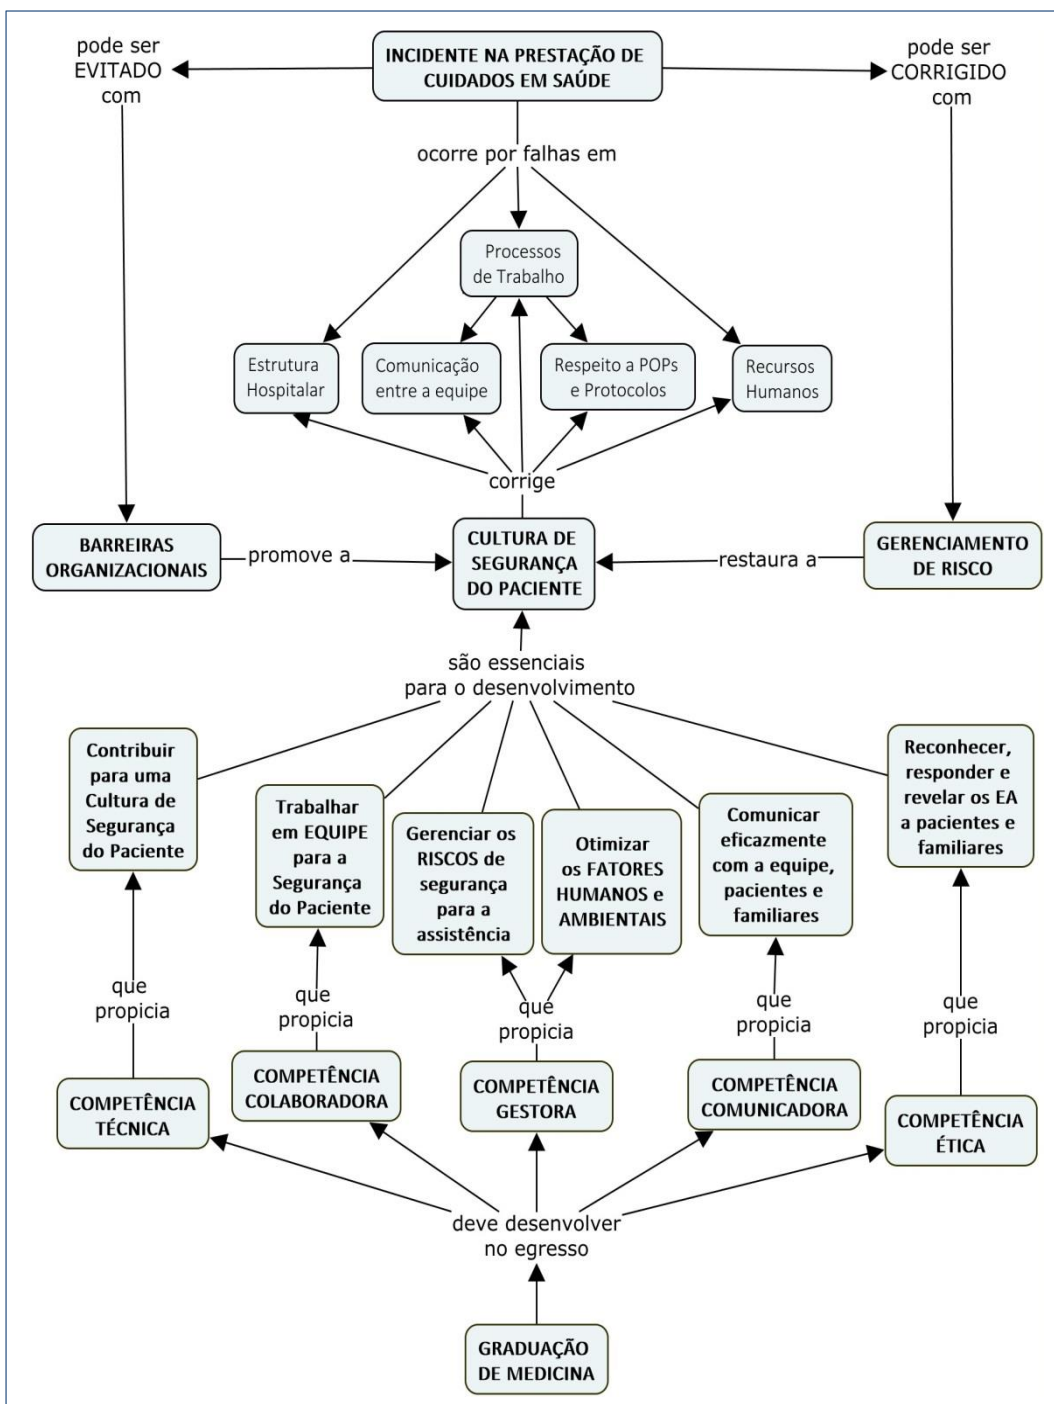 pode ser
EVITADO
com
INCIDENTE NA PRESTAÇÃO DE
CUIDADOS EM SAÚDE
pode ser
CORRIGIDO
com
ocorre por falhas em
Processos
de Trabalho
Estrutura
Hospitalar
Comunicação
entre a equipe
Respeito a POPs
e Protocolos
Recursos
Humanos
corrige
BARREIRAS
ORGANIZACIONAIS
promove a
CULTURA DE
SEGURANÇA
DO PACIENTE
restaura a
GERENCIAMENTO
DE RISCO
são essenciais
para o desenvolvimento
Contribuir
para uma
Cultura de
Segurança
do Paciente
Trabalhar
em EQUIPE
para a
Segurança
do Paciente
Gerenciar os
RISCOS de
segurança
para a
assistência
Otimizar
os FATORES
HUMANOS e
AMBIENTAIS
Comunicar
eficazmente
com a equipe,
pacientes e
familiares
Reconhecer,
responder e
revelar os EA
a pacientes e
familiares
que
propicia
que
propicia
que
propicia
que
propicia
que
propicia
COMPETÊNCIA
TÉCNICA
COMPETÊNCIA
COLABORADORA
COMPETÊNCIA
GESTORA
COMPETÊNCIA
COMUNICADORA
COMPETÊNCIA
ÉTICA
deve desenvolver
no egresso
GRADUAÇÃO
DE MEDICINA